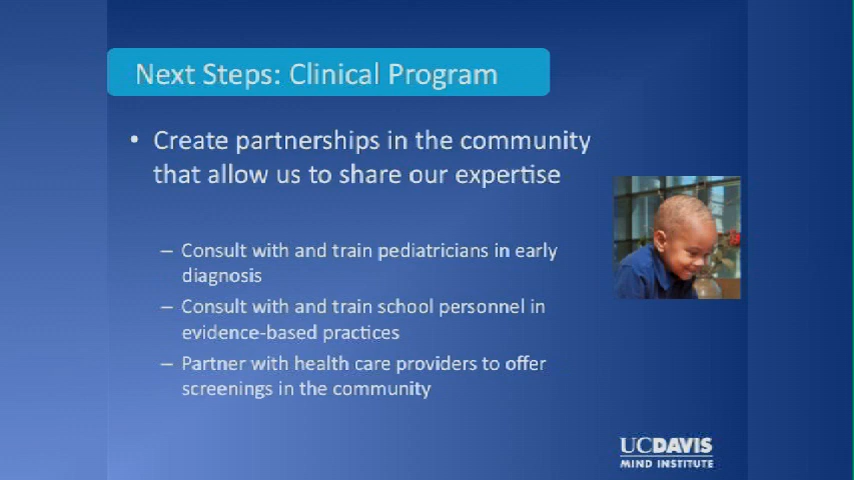 Next Steps: Clinical Program
• Create partnerships in the community
that allow us to share our expertise
– Consult with and train pediatricians in early
diagnosis
– Consult with and train school personnel in
evidence-based practices
– Partner with health care providers to offer
screenings in the community
UCDAVIS
MIND INSTITUTE